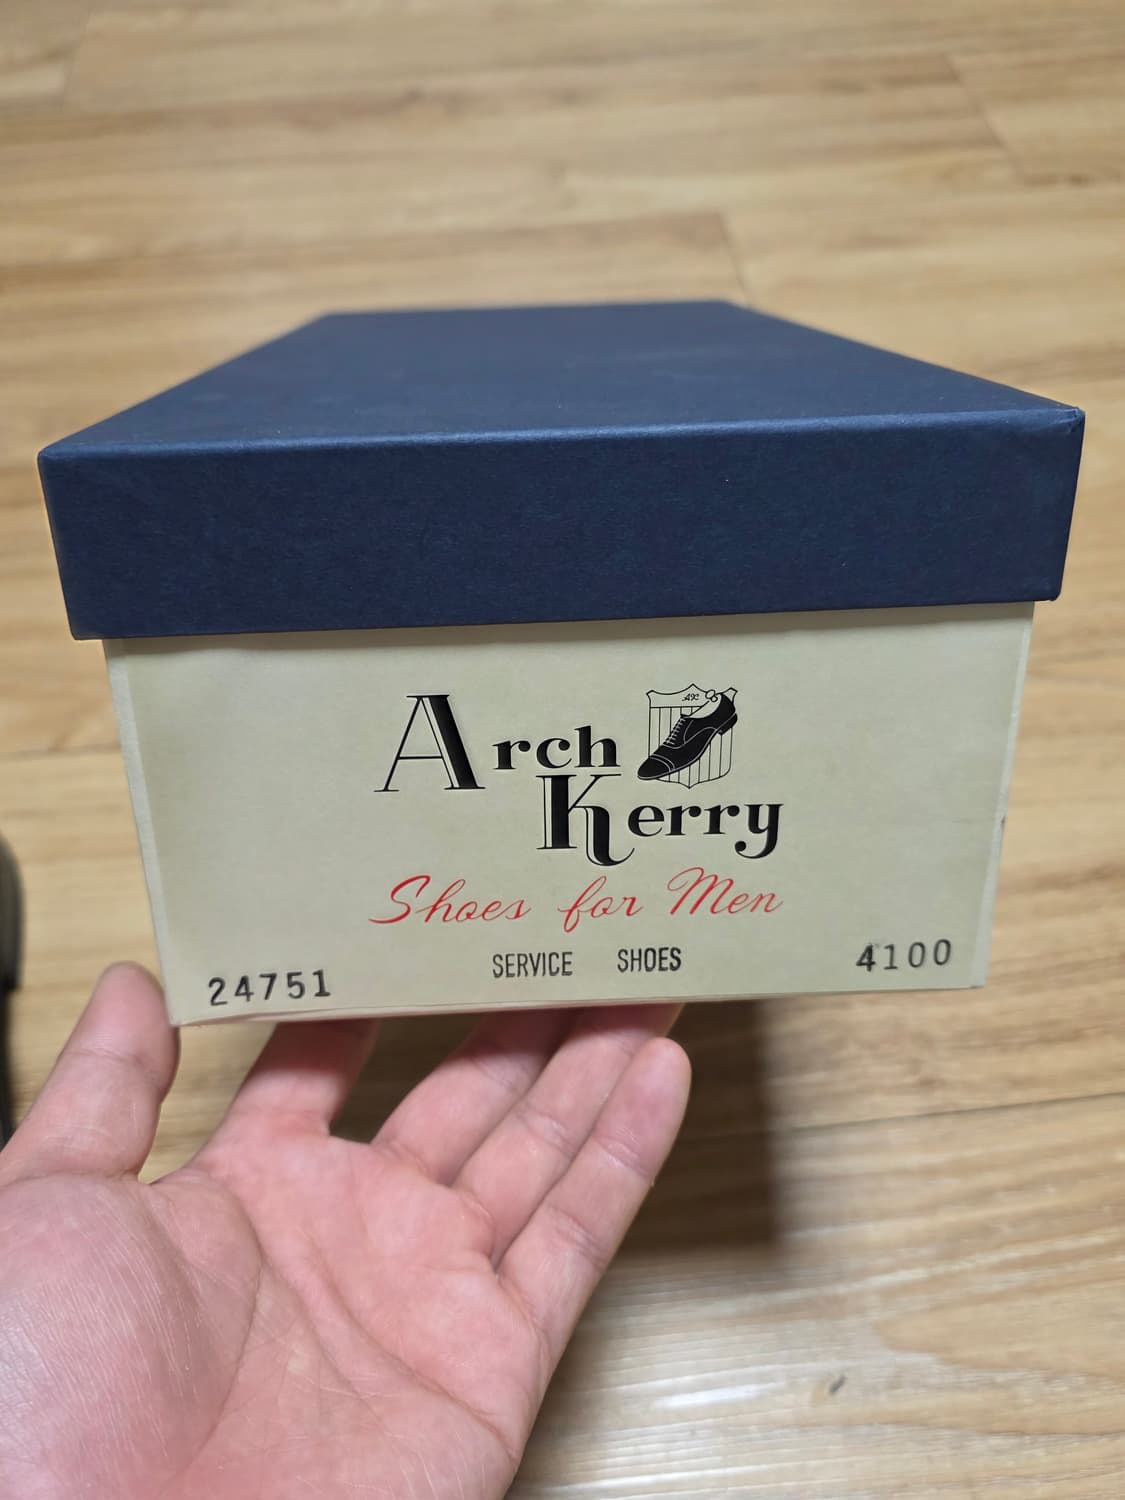 Arch
Kerry
Shoes for Men
SERVICE SHOES
24751
4100